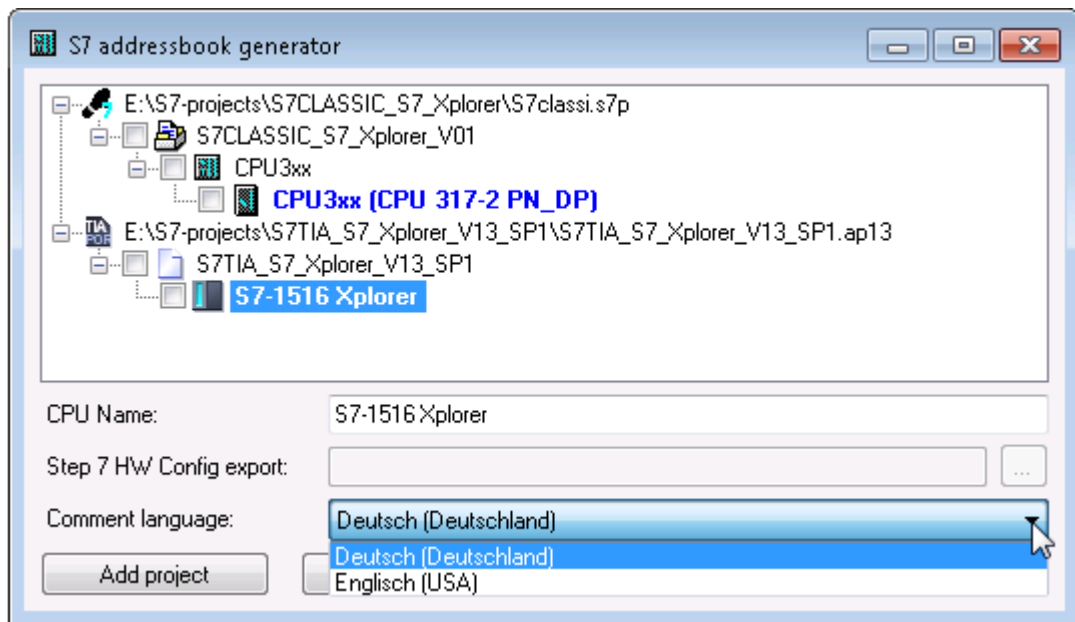 S7 addressbook generator
E:\S7-projects\S7CLASSIC_S7_Xplorer\S7classi.s7p
S7CLASSIC_S7_Xplorer_V01
CPU3xx
CPU3xx (CPU 317-2 PN_DP)
E:\S7-projects\S7TIA_S7_Xplorer_V13_SP1\S7TIA_S7_Xplorer_V13_SP1.ap13
S7TIA_S7_Xplorer_V13_SP1
S7-1516 Xplorer
CPU Name: S7-1516 Xplorer
Step 7 HW Config export: ...
Comment language: Deutsch (Deutschland)
Deutsch (Deutschland)
Add project Englisch (USA)